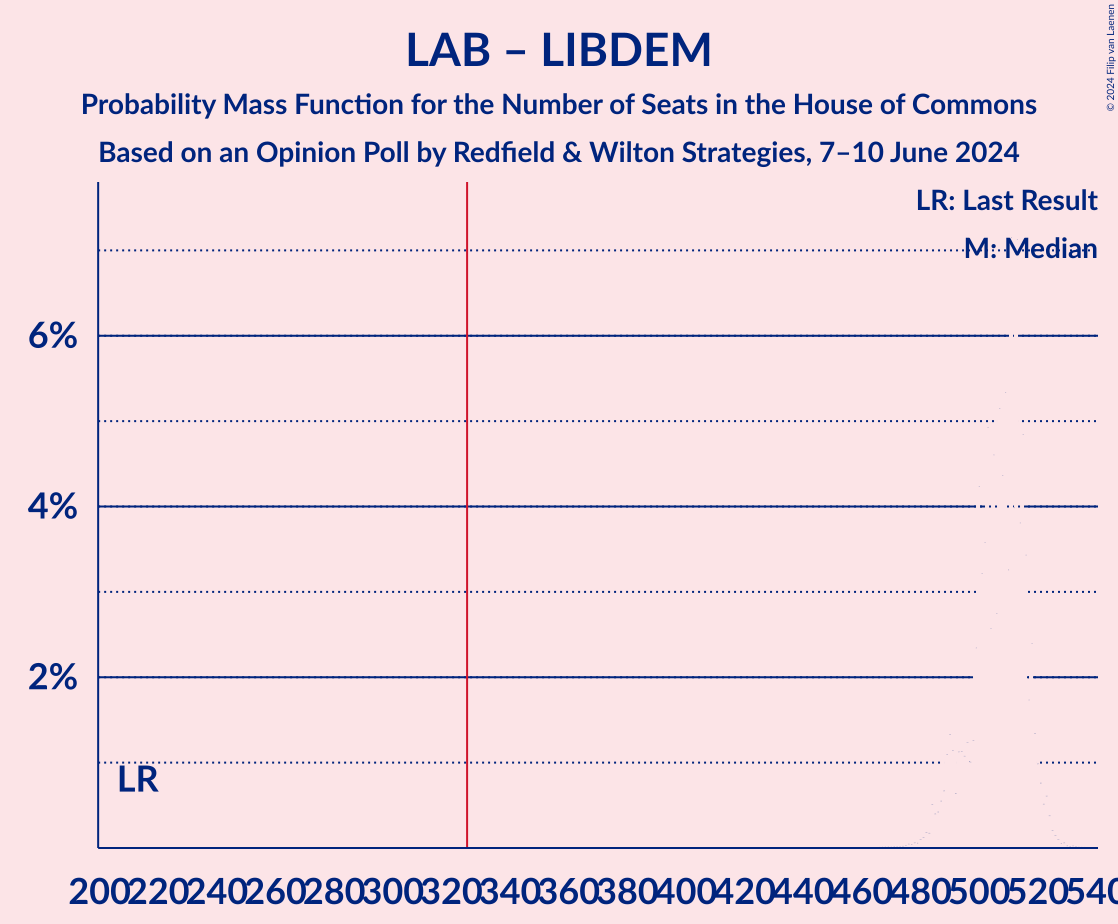 LAB – LIBDEM
Probability Mass Function for the Number of Seats in the House of Commons
Based on an Opinion Poll by Redfield & Wilton Strategies, 7–10 June 2024
© 2024 Filip van Laenen
LR: Last Result
M: Median
6%
4%
2%
LR
200 220 240 260 280 300 320 340 360 380 400 420 440 460 480 500 520 540